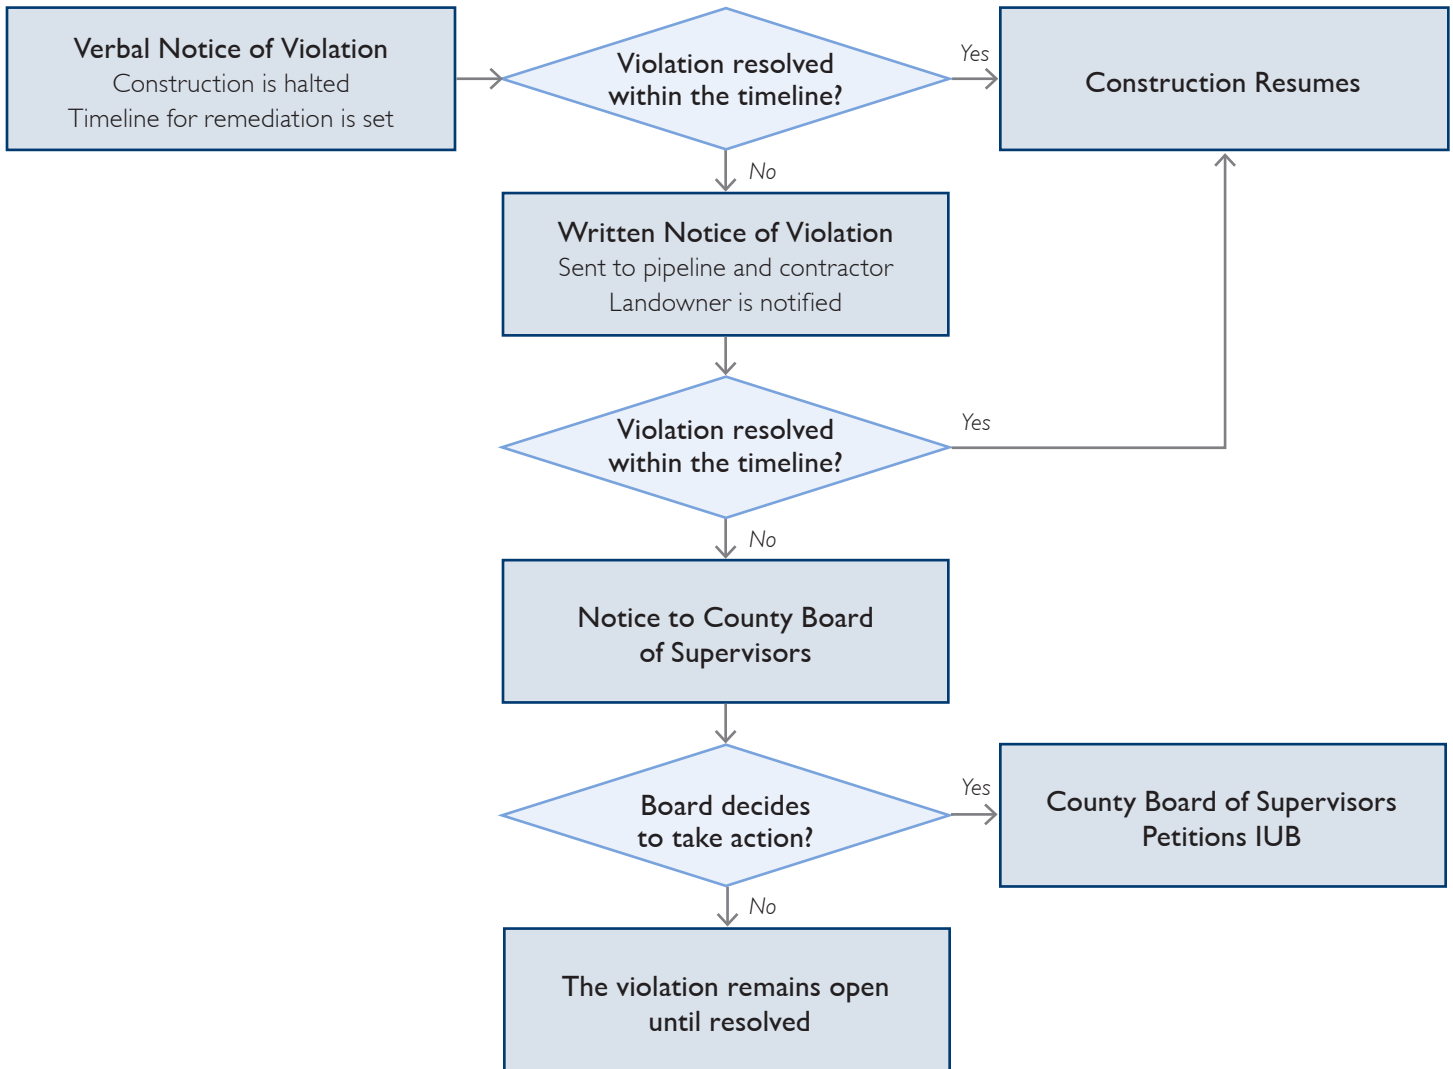 Verbal Notice of Violation
Construction is halted
Timeline for remediation is set
Violation resolved
within the timeline?
Yes
Construction Resumes
No
Written Notice of Violation
Sent to pipeline and contractor
Landowner is notified
Violation resolved
within the timeline?
Yes
No
Notice to County Board
of Supervisors
Board decides
to take action?
Yes
County Board of Supervisors
Petitions IUB
No
The violation remains open
until resolved